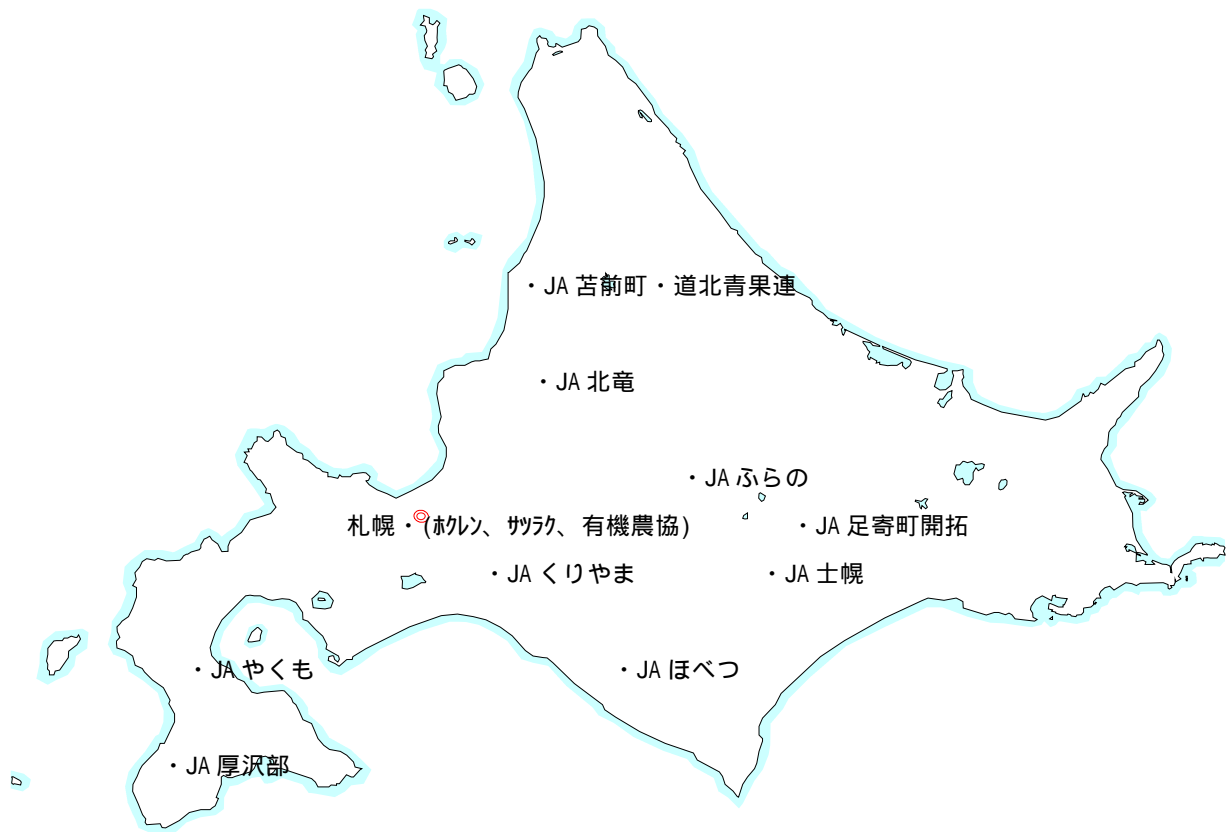 ・JA 苫前町・道北青果連
・JA 北竜
・JA ふらの
札幌・(ﾎｸﾚﾝ、ｻﾂﾗｸ、有機農協)
・JA 足寄町開拓
・JA くりやま
・JA 士幌
・JA やくも
・JA ほべつ
・JA 厚沢部